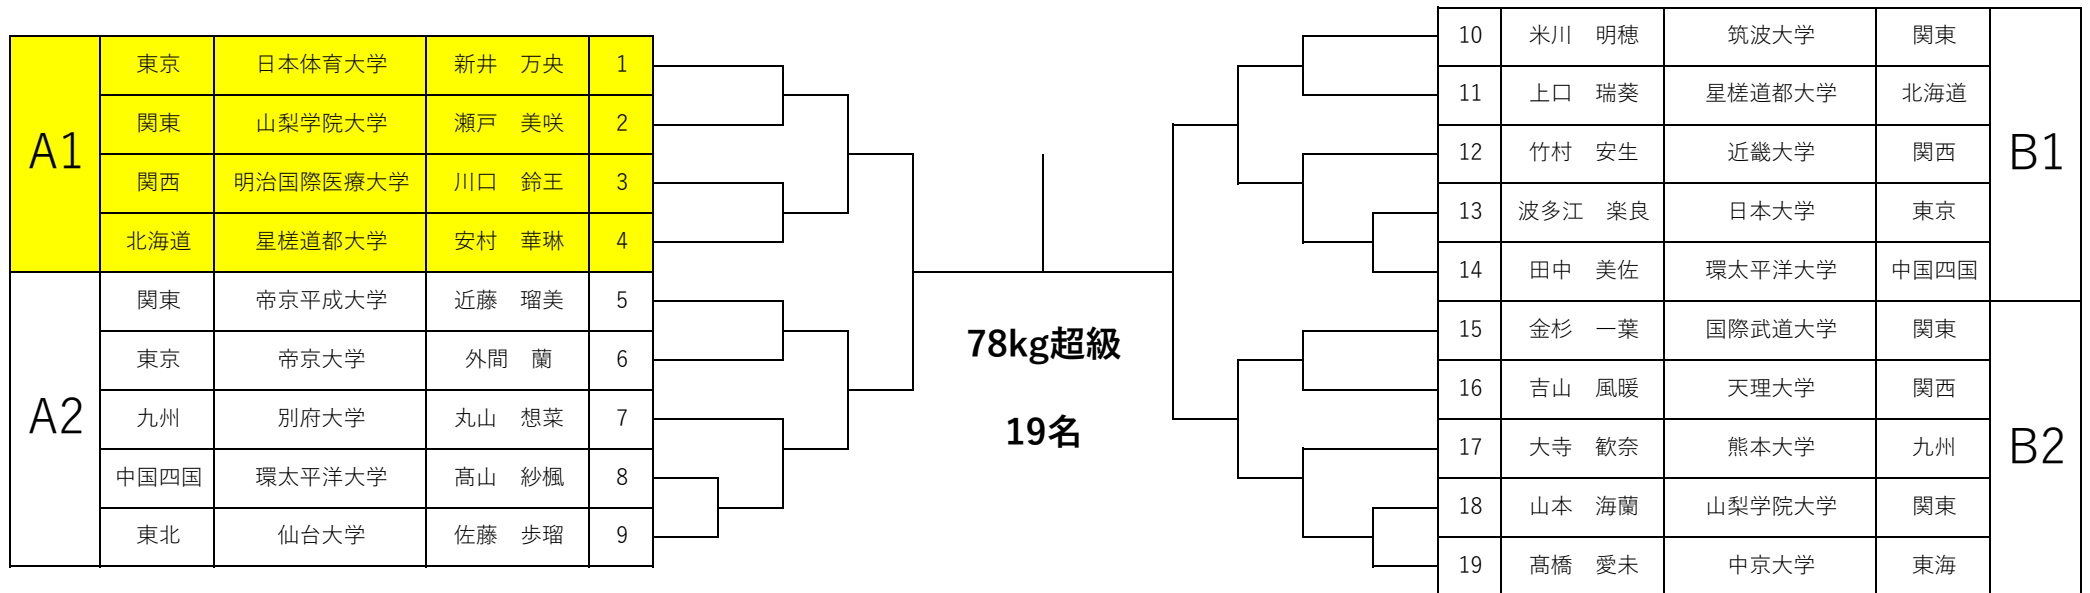 A1
東京 日本体育大学 新井　万央 1
関東 山梨学院大学 瀬戸　美咲 2
関西 明治国際医療大学 川口　鈴王 3
北海道 星槎道都大学 安村　華琳 4
A2
関東 帝京平成大学 近藤　瑠美 5
東京 帝京大学 外間　蘭 6
九州 別府大学 丸山　想菜 7
中国四国 環太平洋大学 髙山　紗楓 8
東北 仙台大学 佐藤　歩瑠 9
78kg超級
19名
10 米川　明穂 筑波大学 関東
11 上口　瑞葵 星槎道都大学 北海道
12 竹村　安生 近畿大学 関西
13 波多江　楽良 日本大学 東京
14 田中　美佐 環太平洋大学 中国四国
B1
15 金杉　一葉 国際武道大学 関東
16 吉山　風暖 天理大学 関西
17 大寺　歓奈 熊本大学 九州
18 山本　海蘭 山梨学院大学 関東
19 髙橋　愛未 中京大学 東海
B2